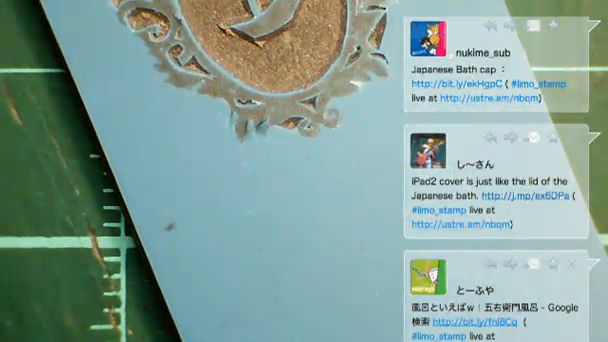 nukime_sub
Japanese Bath cap ：
http://bit.ly/ekHgpC ( #limo_stamp
live at http://ustre.am/nbqm)
し〜さん
iPad2 cover is just like the lid of the
Japanese bath. http://j.mp/ex6DPa (
#limo_stamp live at
http://ustre.am/nbqm)
とーふや
風呂といえばｗ｜五右衛門風呂 - Google
検索 http://bit.ly/fnl8Cq (
#limo_stamp live at